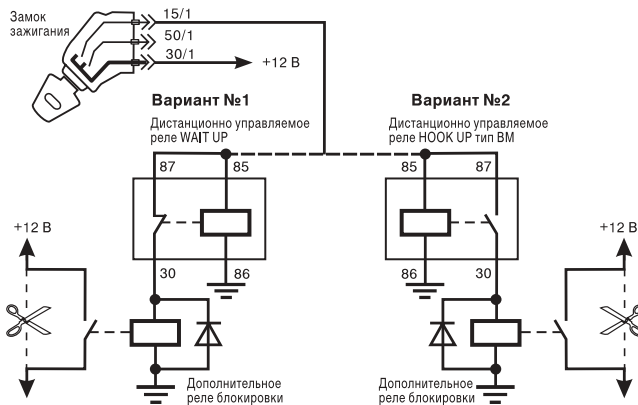 Замок
зажигания
15/1
50/1
30/1
+12 В
Вариант №1
Дистанционно управляемое
реле WAIT UP
87
85
30
86
+12 В
Дополнительное
реле блокировки
Вариант №2
Дистанционно управляемое
реле HOOK UP тип ВМ
85
87
86
30
+12 В
Дополнительное
реле блокировки